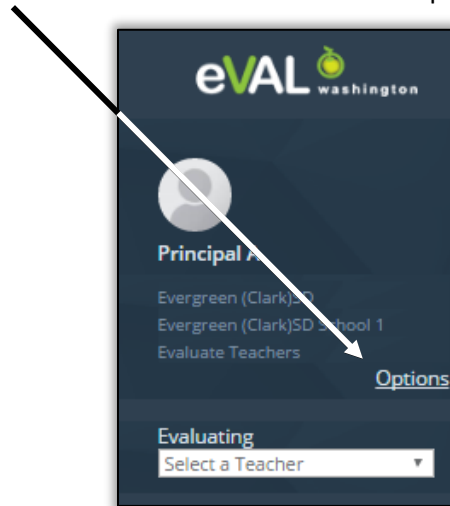 eVAL washington
Principal A
Evergreen (Clark)SD
Evergreen (Clark)SD School 1
Evaluate Teachers
Options
Evaluating
Select a Teacher